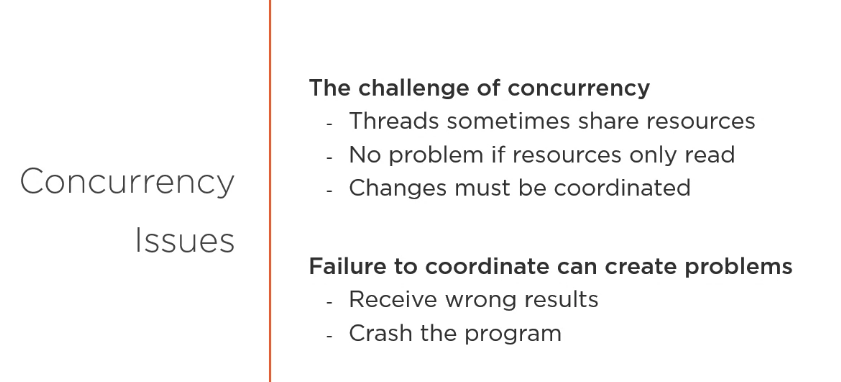 Concurrency
Issues
The challenge of concurrency
- Threads sometimes share resources
- No problem if resources only read
- Changes must be coordinated
Failure to coordinate can create problems
- Receive wrong results
- Crash the program